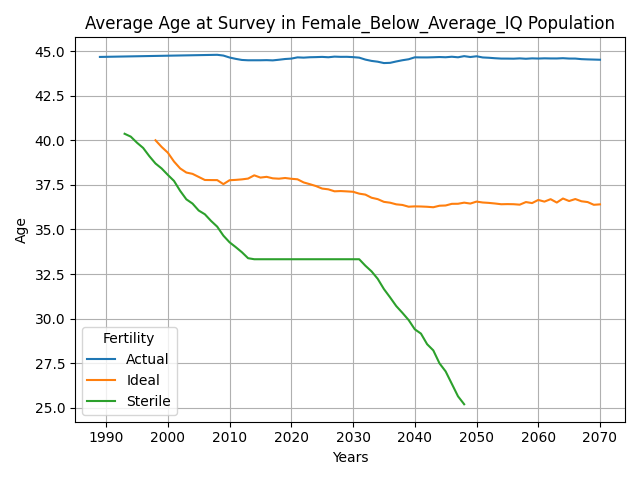 Average Age at Survey in Female_Below_Average_IQ Population
Age
45.0
42.5
40.0
37.5
35.0
32.5
30.0
27.5
25.0
Fertility
Actual
Ideal
Sterile
1990 2000 2010 2020 2030 2040 2050 2060 2070
Years